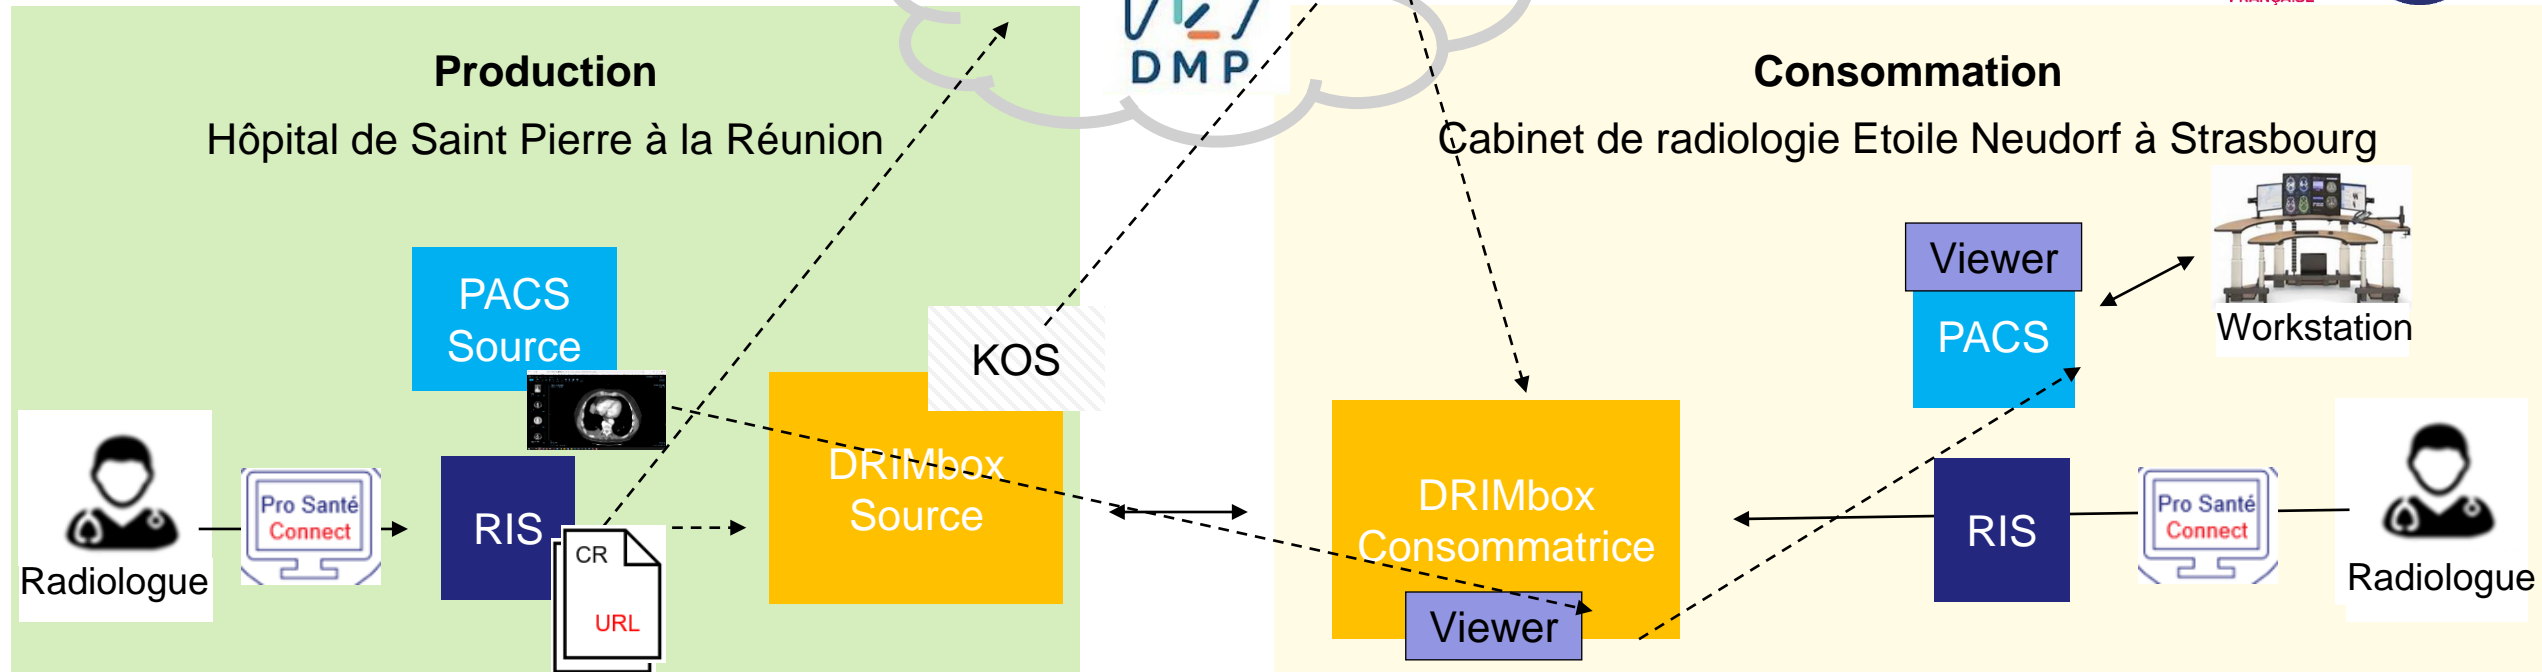 FRANÇAISE
DMP
Production
Consommation
Hôpital de Saint Pierre à la Réunion
Cabinet de radiologie Etoile Neudorf à Strasbourg
PACS
Source
KOS
Viewer
PACS
Workstation
Radiologue
Pro Santé
Connect
RIS
CR
URL
DRIMbox
Source
DRIMbox
Consommatrice
Viewer
RIS
Pro Santé
Connect
Radiologue